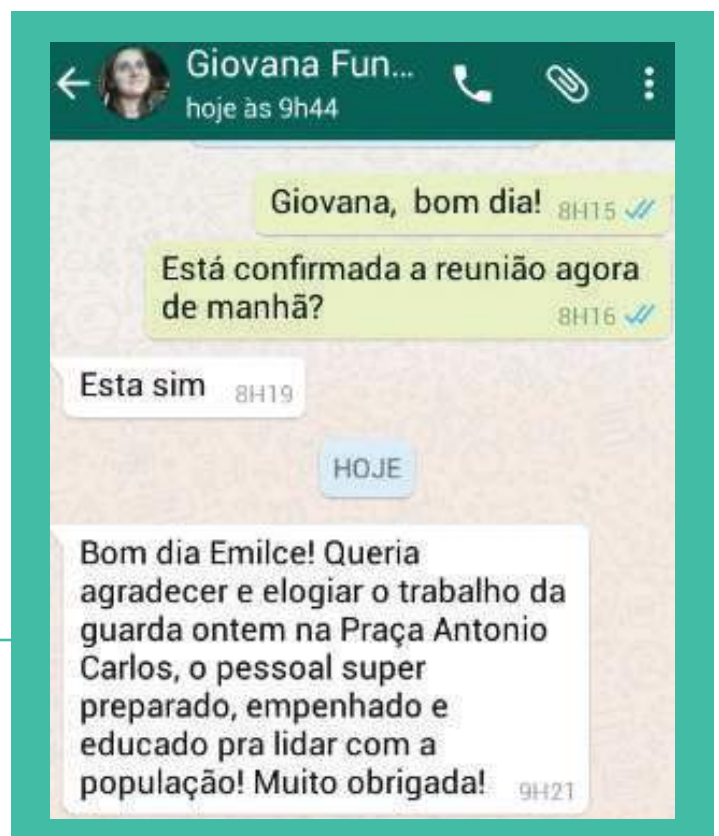 Giovana Fun...
hoje às 9h44
Giovana, bom dia! 8H15
Está confirmada a reunião agora
de manhã? 8H16
Esta sim 8H19
HOJE
Bom dia Emilce! Queria
agradecer e elogiar o trabalho da
guarda ontem na Praça Antonio
Carlos, o pessoal super
preparado, empenhado e
educado pra lidar com a
população! Muito obrigada! 9H21